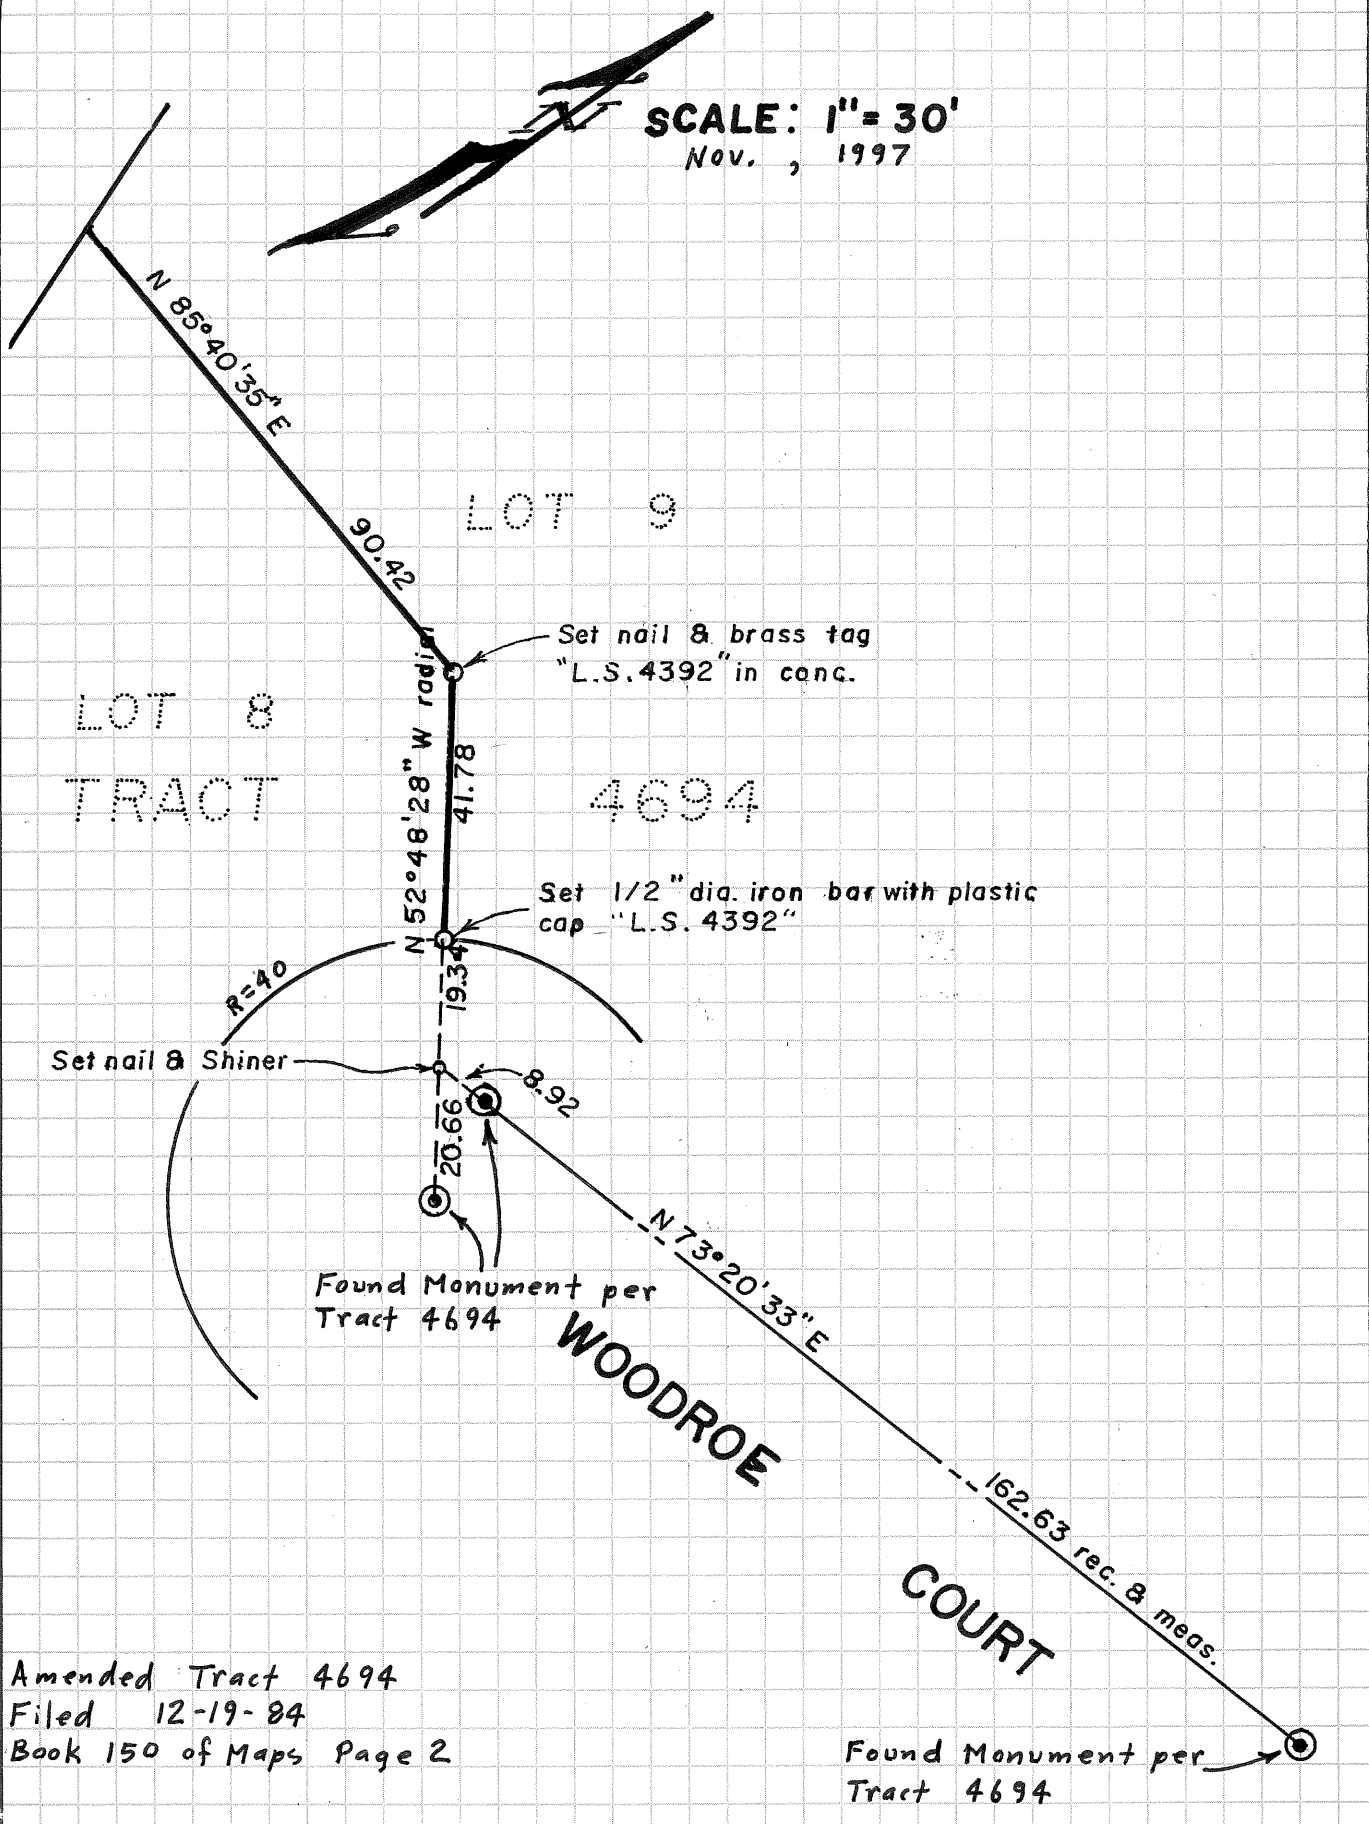 N
SCALE: 1"= 30'
Nov. , 1997
N 85°40'35" E
90.42
LOT 9
Set nail & brass tag
"L.S. 4392" in conc.
LOT 8
N 52°48'28" W radial
41.78
TRACT 4694
Set 1/2" dia. iron bar with plastic
cap "L.S. 4392"
R=40
19.34
Set nail & Shiner
8.92
20.66
N 73°20'33" E
Found Monument per
Tract 4694
WOODROE
COURT
162.63 rec. & meas.
Amended Tract 4694
Filed 12-19-84
Book 150 of Maps Page 2
Found Monument per
Tract 4694